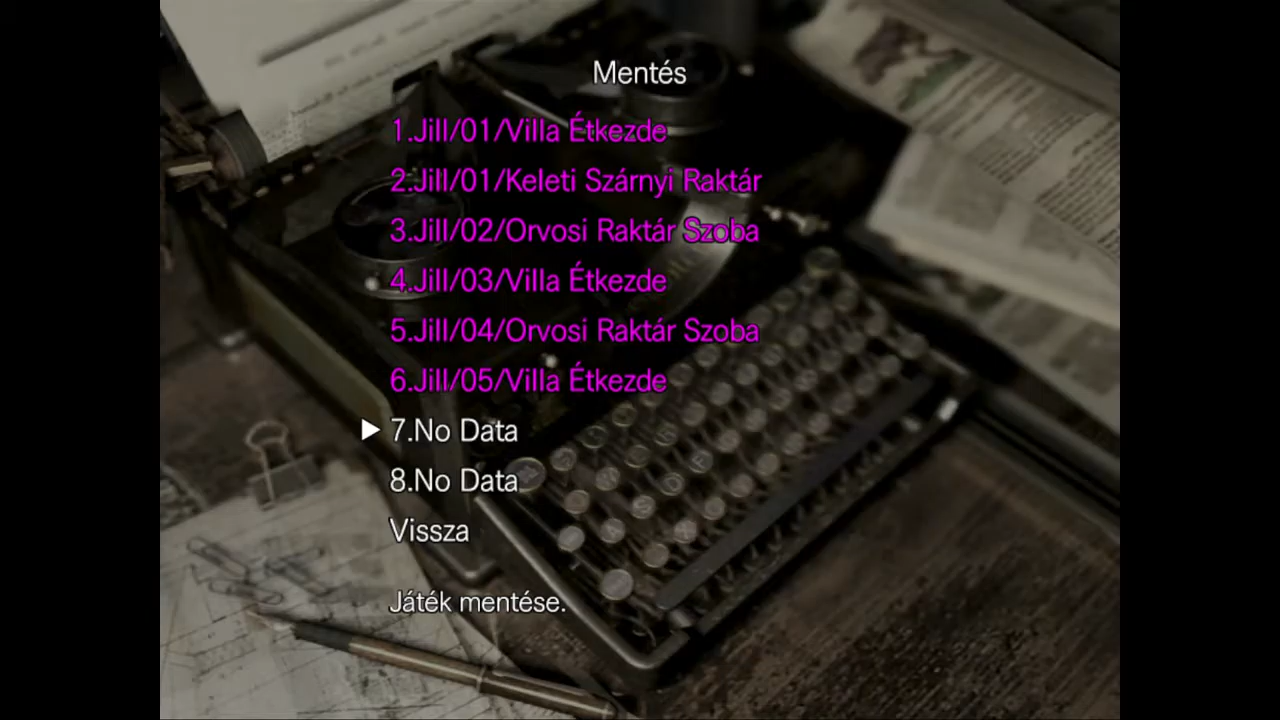 Mentés
1.Jill/01/Villa Étkezde
2.Jill/01/Keleti Szárnyi Raktár
3.Jill/02/Orvosi Raktár Szoba
4.Jill/03/Villa Étkezde
5.Jill/04/Orvosi Raktár Szoba
6.Jill/05/Villa Étkezde
7.No Data
8.No Data
Vissza
Játék mentése.